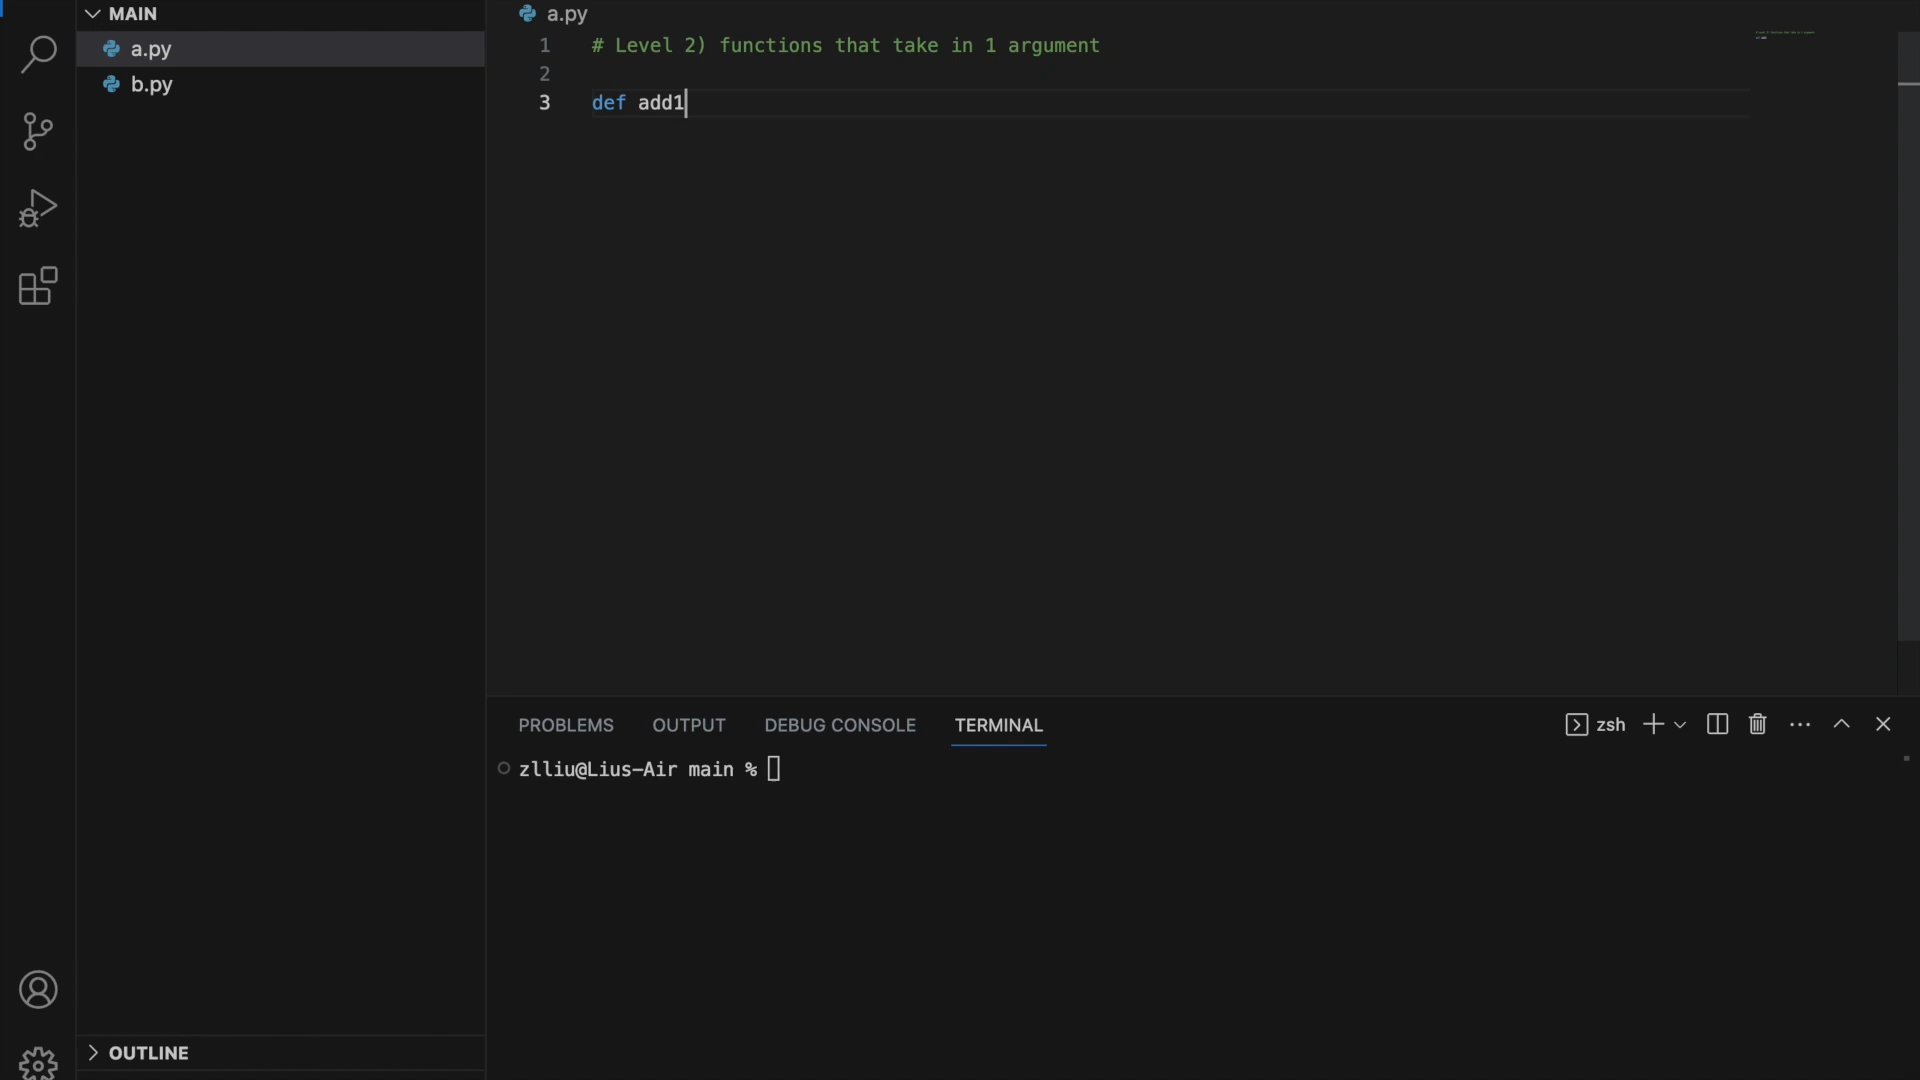 MAIN
a.py
b.py
OUTLINE
a.py
1 # Level 2) functions that take in 1 argument
2
3 def add1
PROBLEMS OUTPUT DEBUG CONSOLE TERMINAL zsh
zlliu@Lius-Air main %